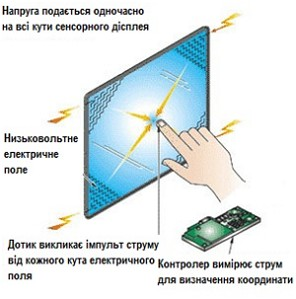 Напруга подається одночасно
на всі кути сенсорного дісплея
Низьковольтне
електричне
поле
Дотик викликає імпульт струму
від кожного кута електричного
поля
Контролер вимірює струм
для визначення координати